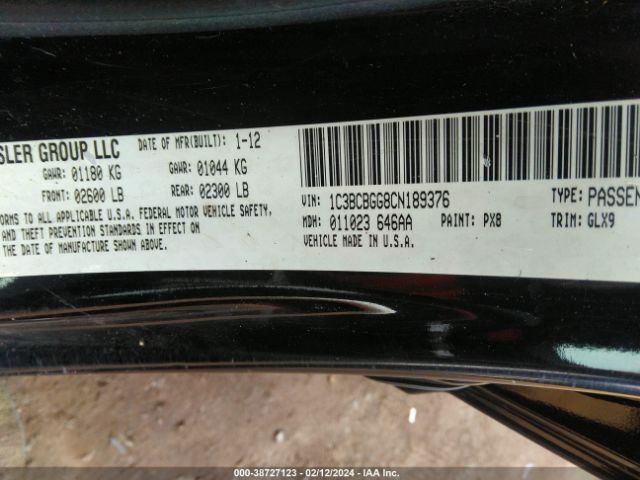 SLER GROUP LLC
DATE OF MFR(BUILT): 1-12
GAWR: 01180 KG
GAWR: 01044 KG
FRONT: 02600 LB
REAR: 02300 LB
ORMS TO ALL APPLICABLE U.S.A. FEDERAL MOTOR VEHICLE SAFETY,
AND THEFT PREVENTION STANDARDS IN EFFECT ON
THE DATE OF MANUFACTURE SHOWN ABOVE.
VIN: 1C3BCBGG8CN189376
TYPE: PASSEN
MDH: 011023 646AA
PAINT: PX8
TRIM: GLX9
VEHICLE MADE IN U.S.A.
000-38727123 - 02/12/2024 - IAA Inc.